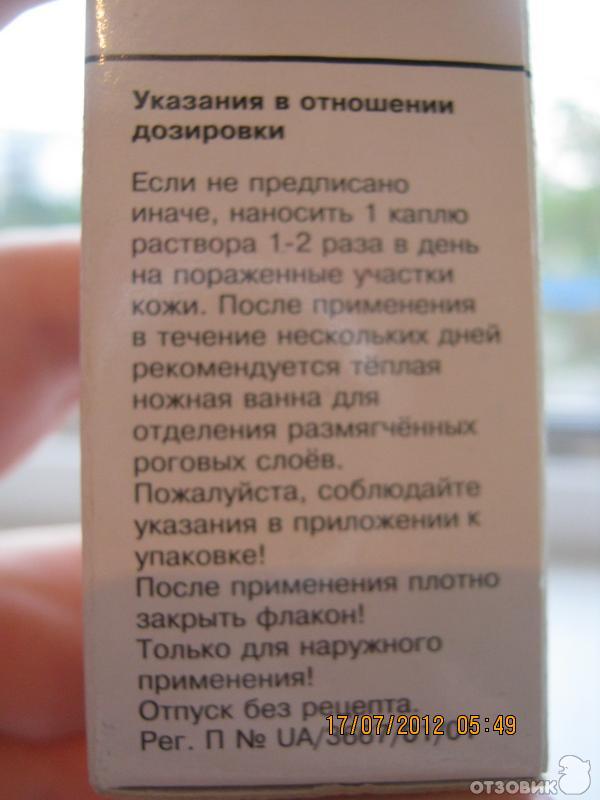 Указания в отношении
дозировки
Если не предписано
иначе, наносить 1 каплю
раствора 1-2 раза в день
на пораженные участки
кожи. После применения
в течение нескольких дней
рекомендуется тёплая
ножная ванна для
отделения размягчённых
роговых слоёв.
Пожалуйста, соблюдайте
указания в приложении к
упаковке!
После применения плотно
закрыть флакон!
Только для наружного
применения!
Отпуск без рецепта.
Рег. П №
17/07/2012 05:49
ОТЗОВИК